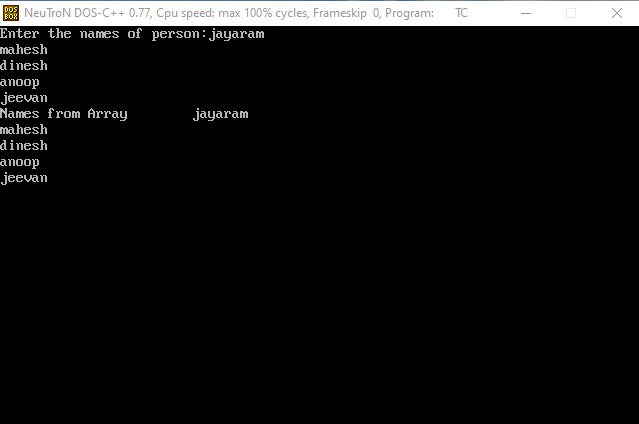 DOS BOX NeuTroN DOS-C++ 0.77, Cpu speed: max 100% cycles, Frameskip 0, Program: TC
Enter the names of person:jayaram
mahesh
dinesh
anoop
jeevan
Names from Array jayaram
mahesh
dinesh
anoop
jeevan